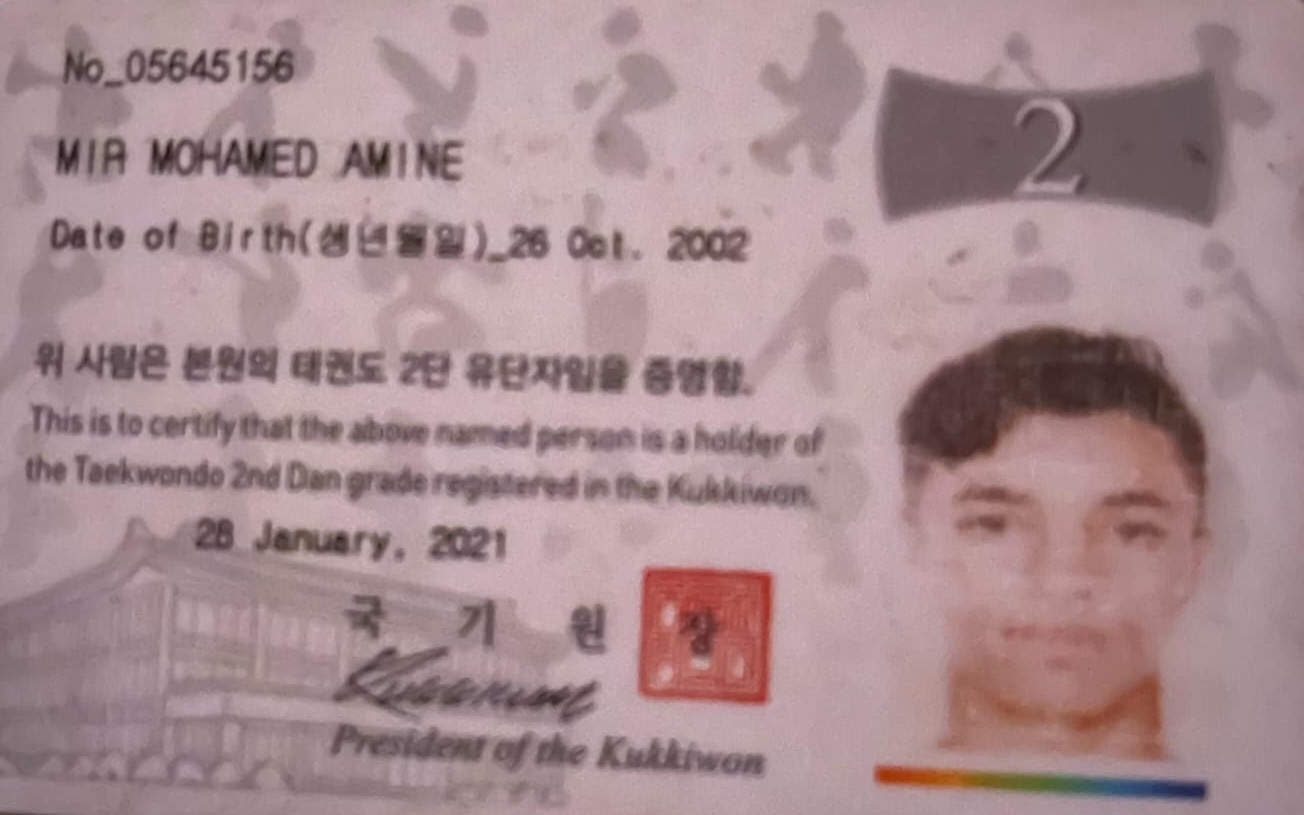 No_05645156
2
MIR MOHAMED AMINE
Date of Birth(생년월일)_26 Oct. 2002
위 사람은 본원의 태권도 2단 유단자임을 증명함.
This is to certify that the above named person is a holder of
the Taekwondo 2nd Dan grade registered in the Kukkiwon.
28 January, 2021
국 기 원 장
President of the Kukkiwon